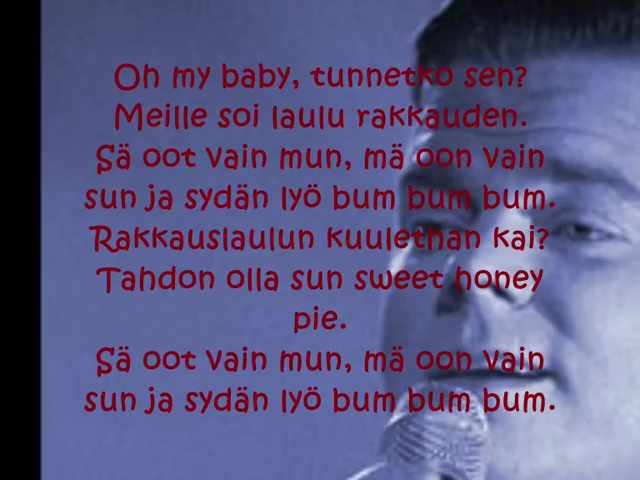 Oh my baby, tunnetko sen?
Meille soi laulu rakkauden.
Sä oot vain mun, mä oon vain
sun ja sydän lyö bum bum bum.
Rakkauslaulun kuulethan kai?
Tahdon olla sun sweet honey
pie.
Sä oot vain mun, mä oon vain
sun ja sydän lyö bum bum bum.